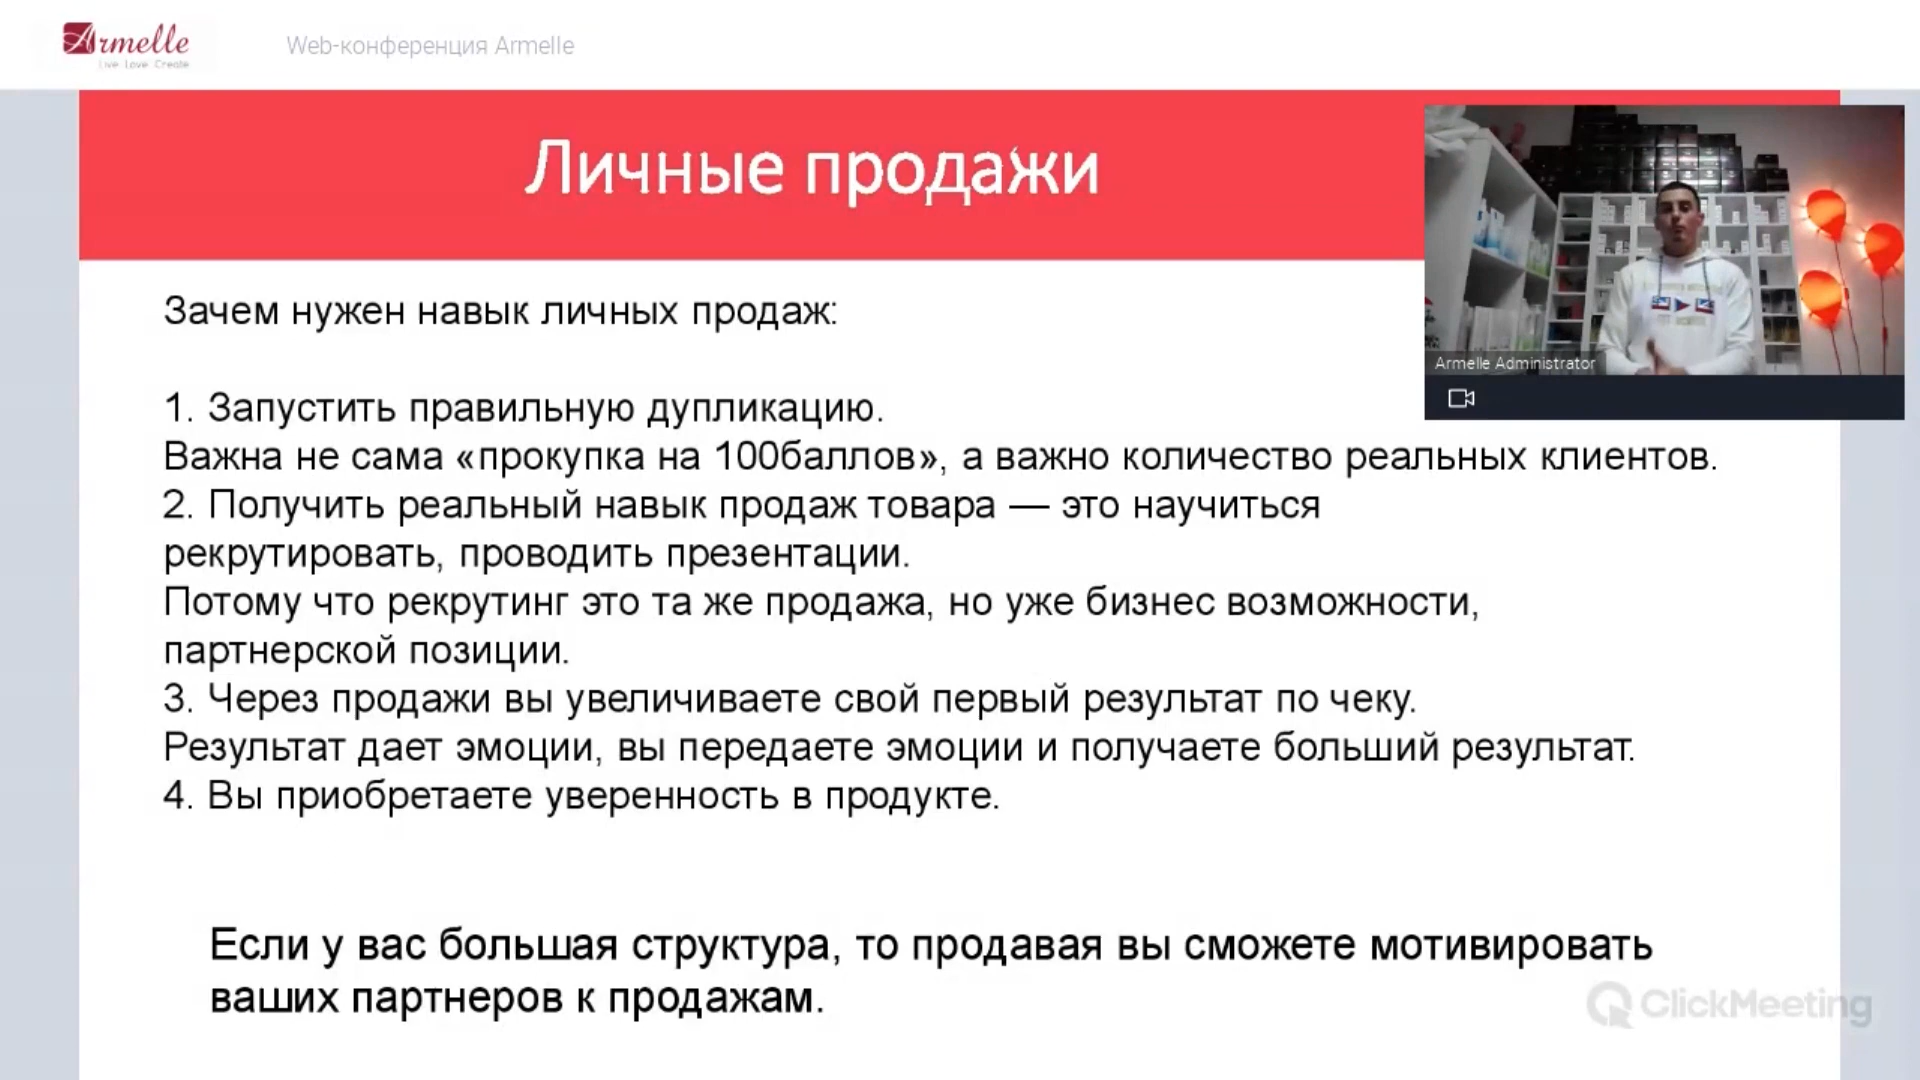 Armelle
Live Love Create
Web-конференция Armelle
Личные продажи
Armelle Administrator
Зачем нужен навык личных продаж:
1. Запустить правильную дупликацию.
Важна не сама «прокупка на 100баллов», а важно количество реальных клиентов.
2. Получить реальный навык продаж товара — это научиться
рекрутировать, проводить презентации.
Потому что рекрутинг это та же продажа, но уже бизнес возможности,
партнерской позиции.
3. Через продажи вы увеличиваете свой первый результат по чеку.
Результат дает эмоции, вы передаете эмоции и получаете больший результат.
4. Вы приобретаете уверенность в продукте.
Если у вас большая структура, то продавая вы сможете мотивировать
ваших партнеров к продажам.
ClickMeeting